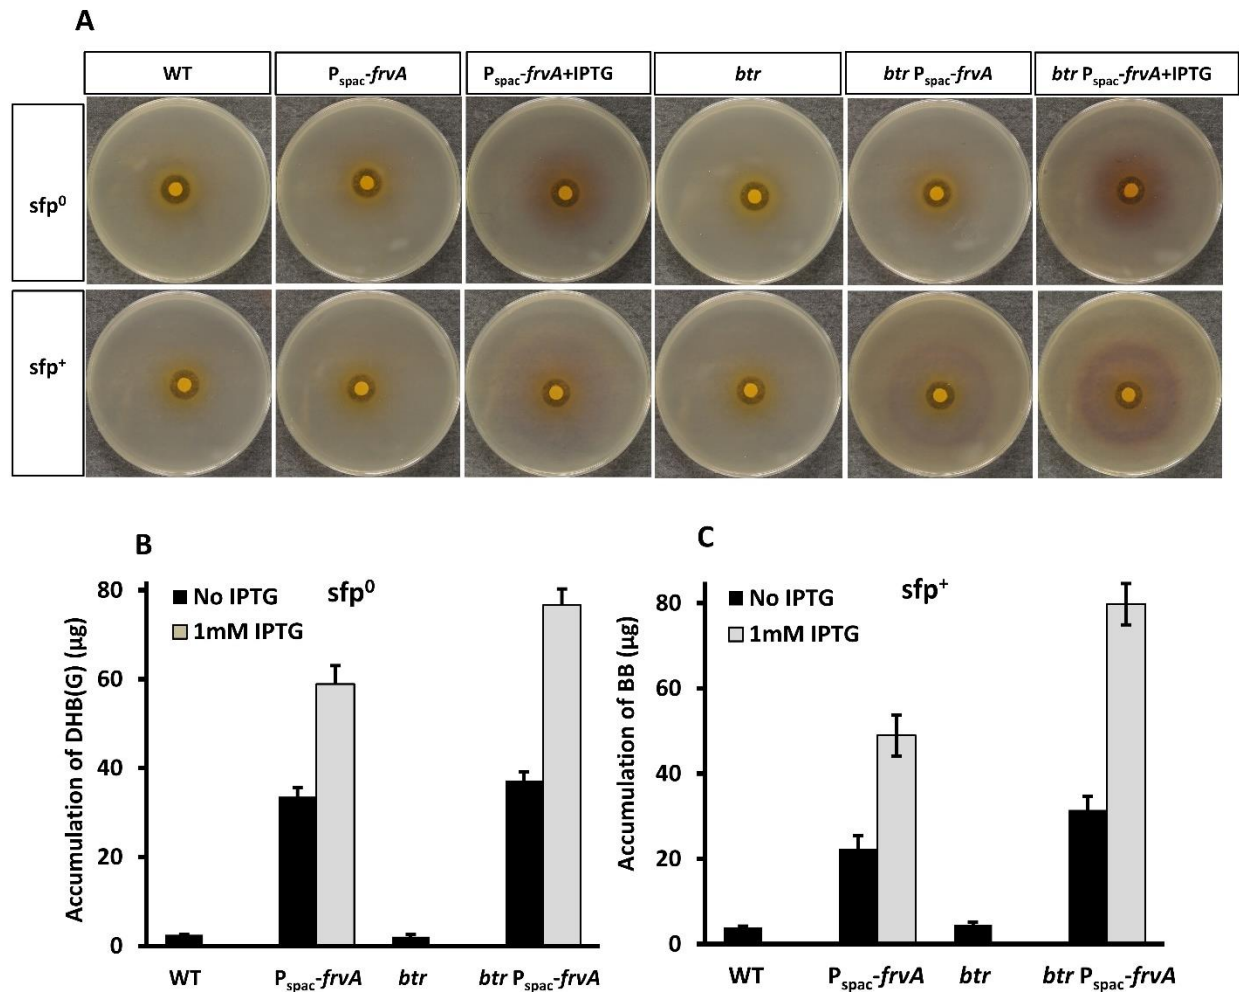 A
WT
Pspac-frvA
Pspac-frvA+IPTG
btr
btr Pspac-frvA
btr Pspac-frvA+IPTG
sfp⁰
sfp⁺
B
sfp⁰
No IPTG
1mM IPTG
Accumulation of DHB(G) (µg)
80
60
40
20
0
WT
Pspac-frvA
btr
btr Pspac-frvA
C
sfp⁺
No IPTG
1mM IPTG
Accumulation of BB (µg)
80
60
40
20
0
WT
Pspac-frvA
btr
btr Pspac-frvA